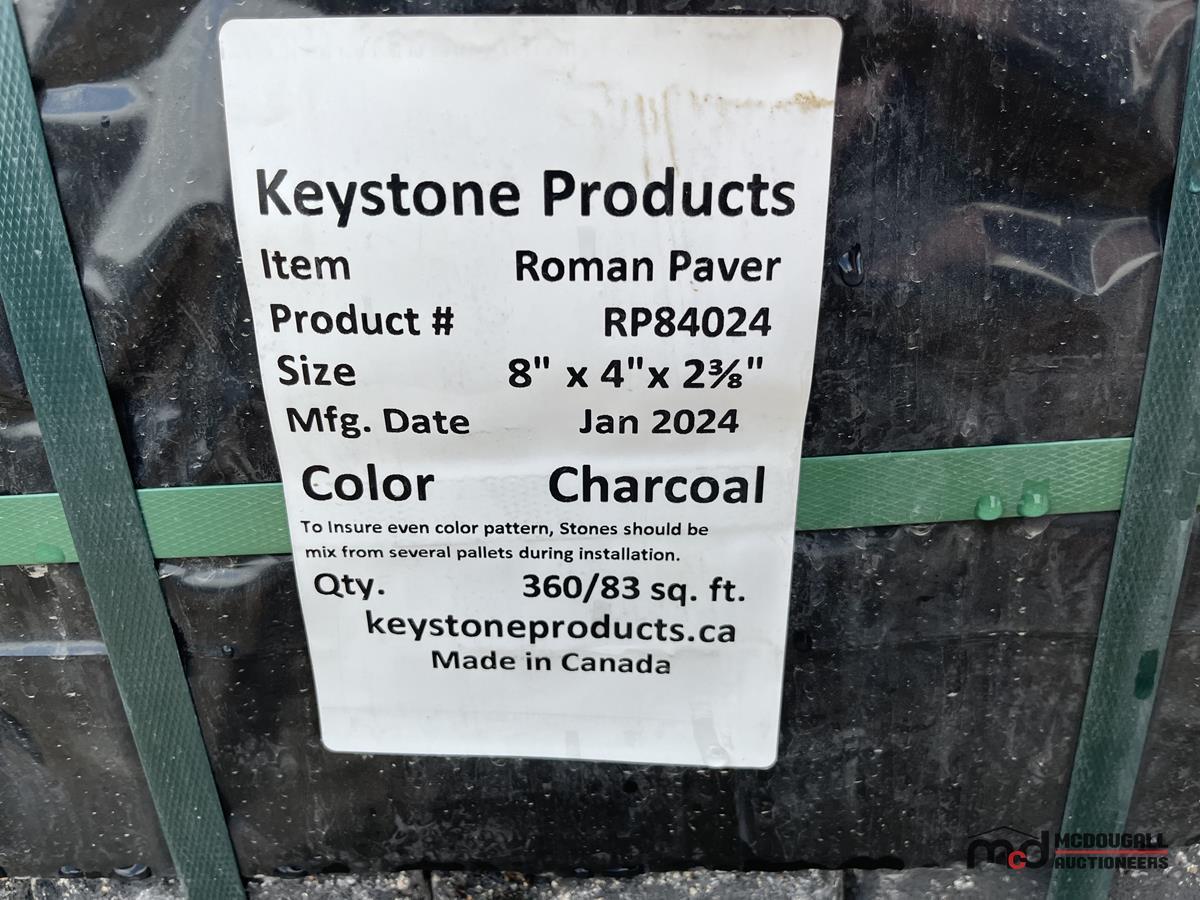 Keystone Products
Item Roman Paver
Product # RP84024
Size 8" x 4"x 2⅜"
Mfg. Date Jan 2024
Color Charcoal
To Insure even color pattern, Stones should be
mix from several pallets during installation.
Qty. 360/83 sq. ft.
keystoneproducts.ca
Made in Canada
mcd MCDOUGALL
AUCTIONEERS